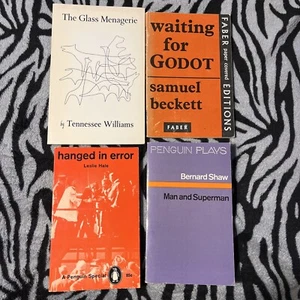 The Glass Menagerie
by Tennessee Williams
waiting
for
GODOT
samuel
beckett
FABER
FABER paper covered EDITIONS
hanged in error
Leslie Hale
A Penguin Special
PENGUIN PLAYS
Bernard Shaw
Man and Superman